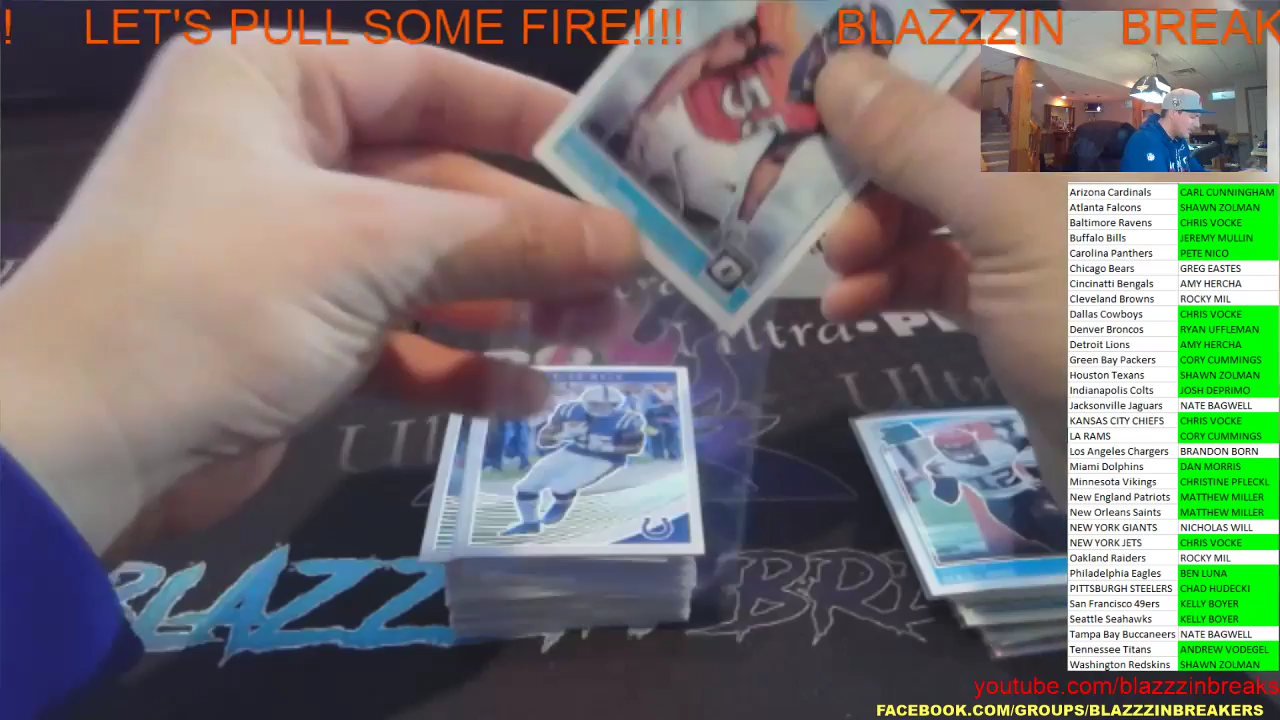 ! LET'S PULL SOME FIRE!!!! BLAZZZIN BREAK
55
Ultra•PR
BLAZZ
BR
Arizona Cardinals CARL CUNNINGHAM
Atlanta Falcons SHAWN ZOLMAN
Baltimore Ravens CHRIS VOCKE
Buffalo Bills JEREMY MULLIN
Carolina Panthers PETE NICO
Chicago Bears GREG EASTES
Cincinatti Bengals AMY HERCHA
Cleveland Browns ROCKY MIL
Dallas Cowboys CHRIS VOCKE
Denver Broncos RYAN UFFLEMAN
Detroit Lions AMY HERCHA
Green Bay Packers CORY CUMMINGS
Houston Texans SHAWN ZOLMAN
Indianapolis Colts JOSH DEPRIMO
Jacksonville Jaguars NATE BAGWELL
KANSAS CITY CHIEFS CHRIS VOCKE
LA RAMS CORY CUMMINGS
Los Angeles Chargers BRANDON BORN
Miami Dolphins DAN MORRIS
Minnesota Vikings CHRISTINE PFLECKL
New England Patriots MATTHEW MILLER
New Orleans Saints MATTHEW MILLER
NEW YORK GIANTS NICHOLAS WILL
NEW YORK JETS CHRIS VOCKE
Oakland Raiders ROCKY MIL
Philadelphia Eagles BEN LUNA
PITTSBURGH STEELERS CHAD HUDECKI
San Francisco 49ers KELLY BOYER
Seattle Seahawks KELLY BOYER
Tampa Bay Buccaneers NATE BAGWELL
Tennessee Titans ANDREW VODEGEL
Washington Redskins SHAWN ZOLMAN
youtube.com/blazzzinbreaks
FACEBOOK.COM/GROUPS/BLAZZZINBREAKERS